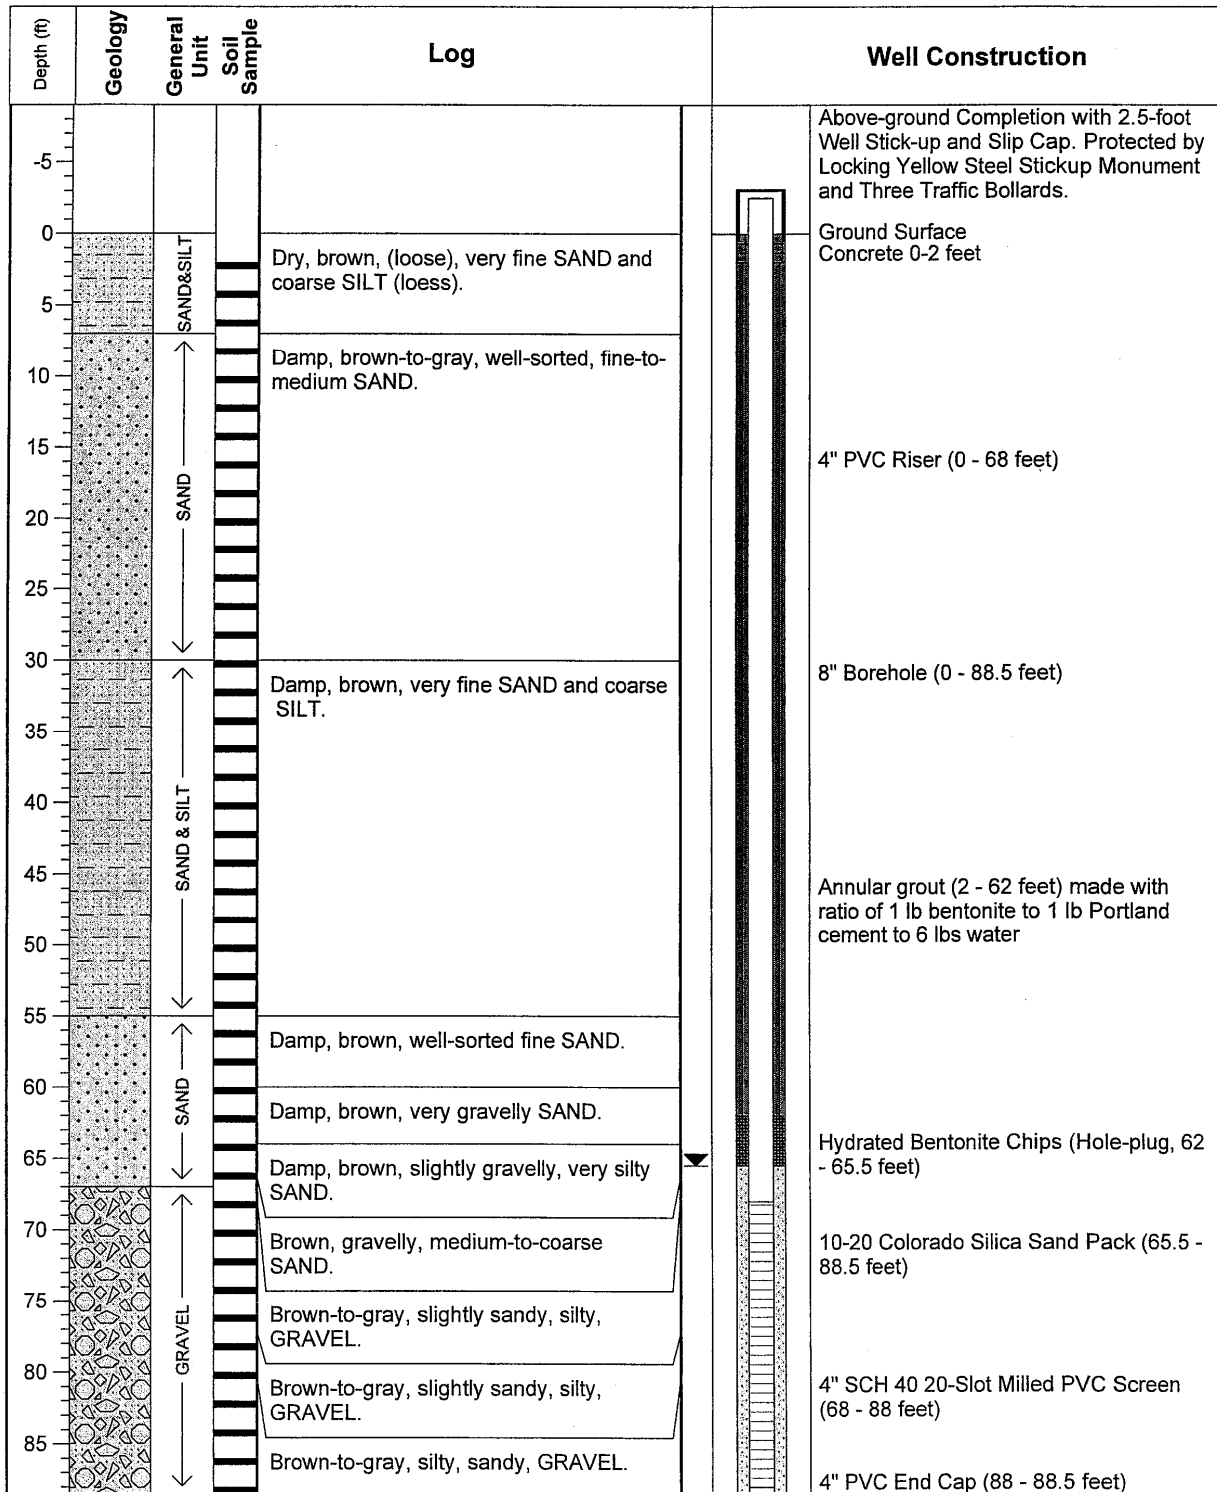 Depth (ft)
Geology
General
Unit
Soil
Sample
Log
Well Construction
-5
0
5
10
15
20
25
30
35
40
45
50
55
60
65
70
75
80
85
SAND&SILT
SAND
SAND & SILT
SAND
GRAVEL
Dry, brown, (loose), very fine SAND and
coarse SILT (loess).
Damp, brown-to-gray, well-sorted, fine-to-
medium SAND.
Damp, brown, very fine SAND and coarse
SILT.
Damp, brown, well-sorted fine SAND.
Damp, brown, very gravelly SAND.
Damp, brown, slightly gravelly, very silty
SAND.
Brown, gravelly, medium-to-coarse
SAND.
Brown-to-gray, slightly sandy, silty,
GRAVEL.
Brown-to-gray, slightly sandy, silty,
GRAVEL.
Brown-to-gray, silty, sandy, GRAVEL.
Above-ground Completion with 2.5-foot
Well Stick-up and Slip Cap. Protected by
Locking Yellow Steel Stickup Monument
and Three Traffic Bollards.
Ground Surface
Concrete 0-2 feet
4" PVC Riser (0 - 68 feet)
8" Borehole (0 - 88.5 feet)
Annular grout (2 - 62 feet) made with
ratio of 1 lb bentonite to 1 lb Portland
cement to 6 lbs water
Hydrated Bentonite Chips (Hole-plug, 62
- 65.5 feet)
10-20 Colorado Silica Sand Pack (65.5 -
88.5 feet)
4" SCH 40 20-Slot Milled PVC Screen
(68 - 88 feet)
4" PVC End Cap (88 - 88.5 feet)